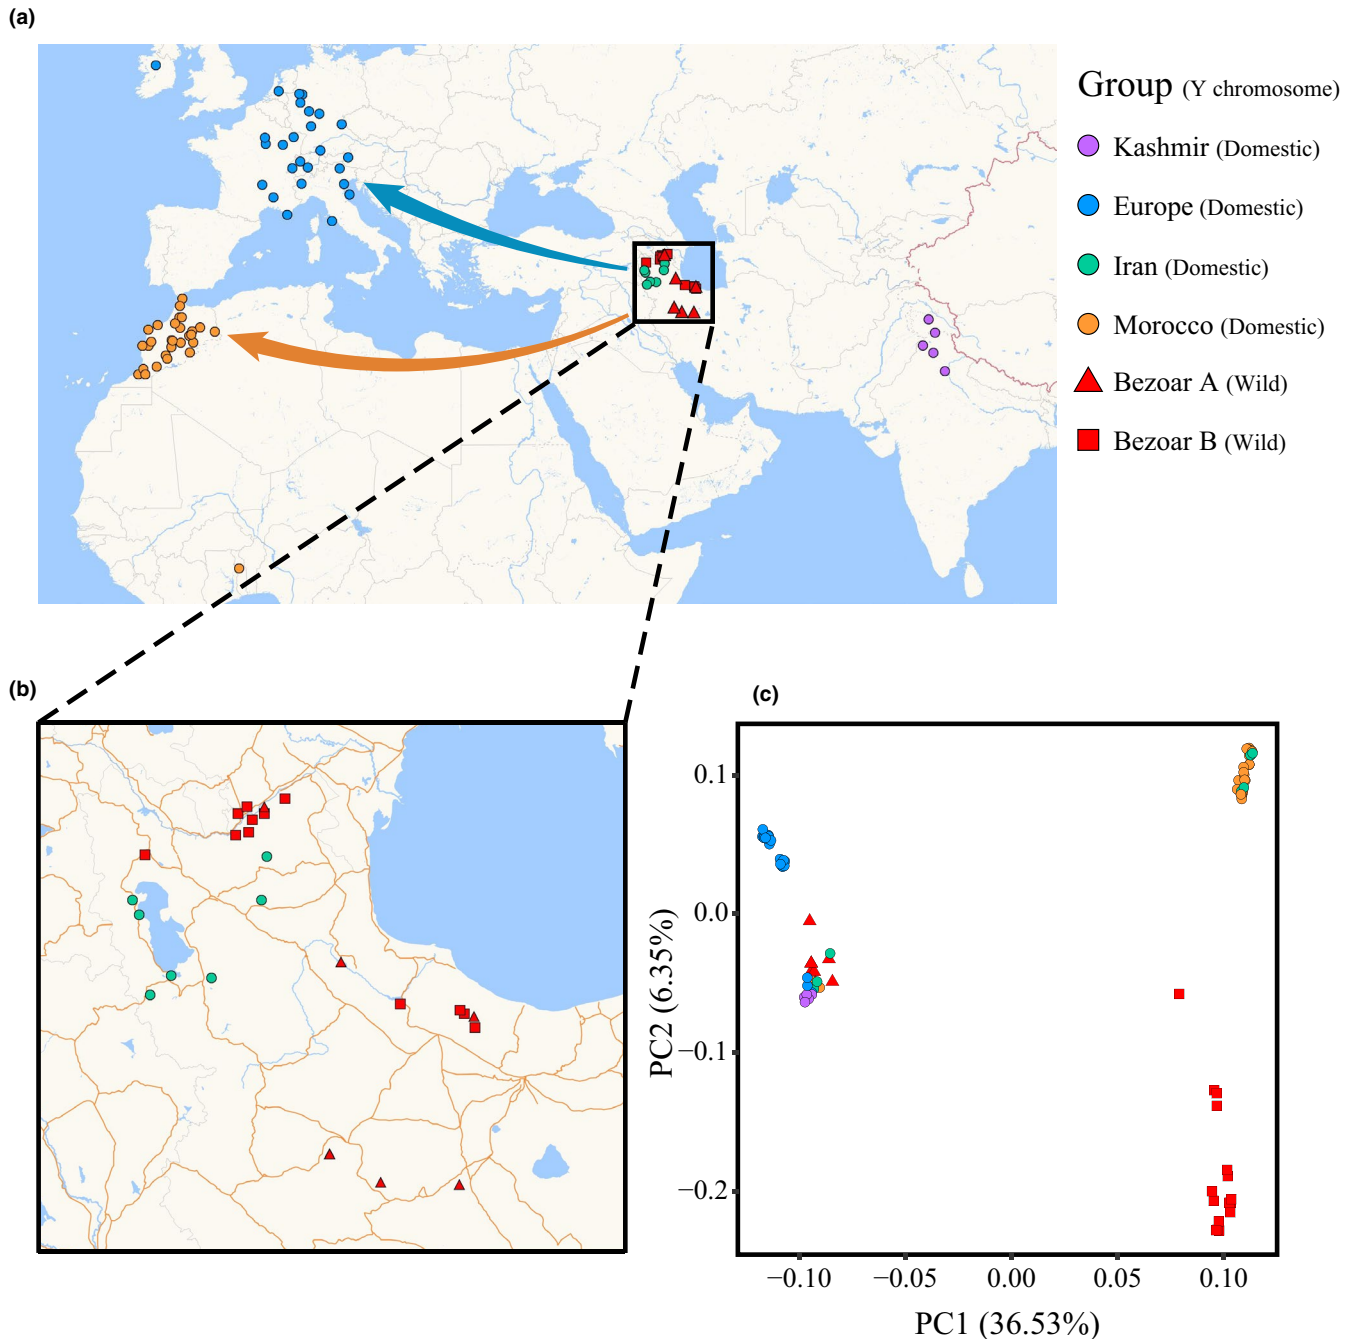 (a)
Group (Y chromosome)
Kashmir (Domestic)
Europe (Domestic)
Iran (Domestic)
Morocco (Domestic)
Bezoar A (Wild)
Bezoar B (Wild)
(b)
(c)
PC2 (6.35%)
0.1
0.0
−0.1
−0.2
−0.10 −0.05 0.00 0.05 0.10
PC1 (36.53%)